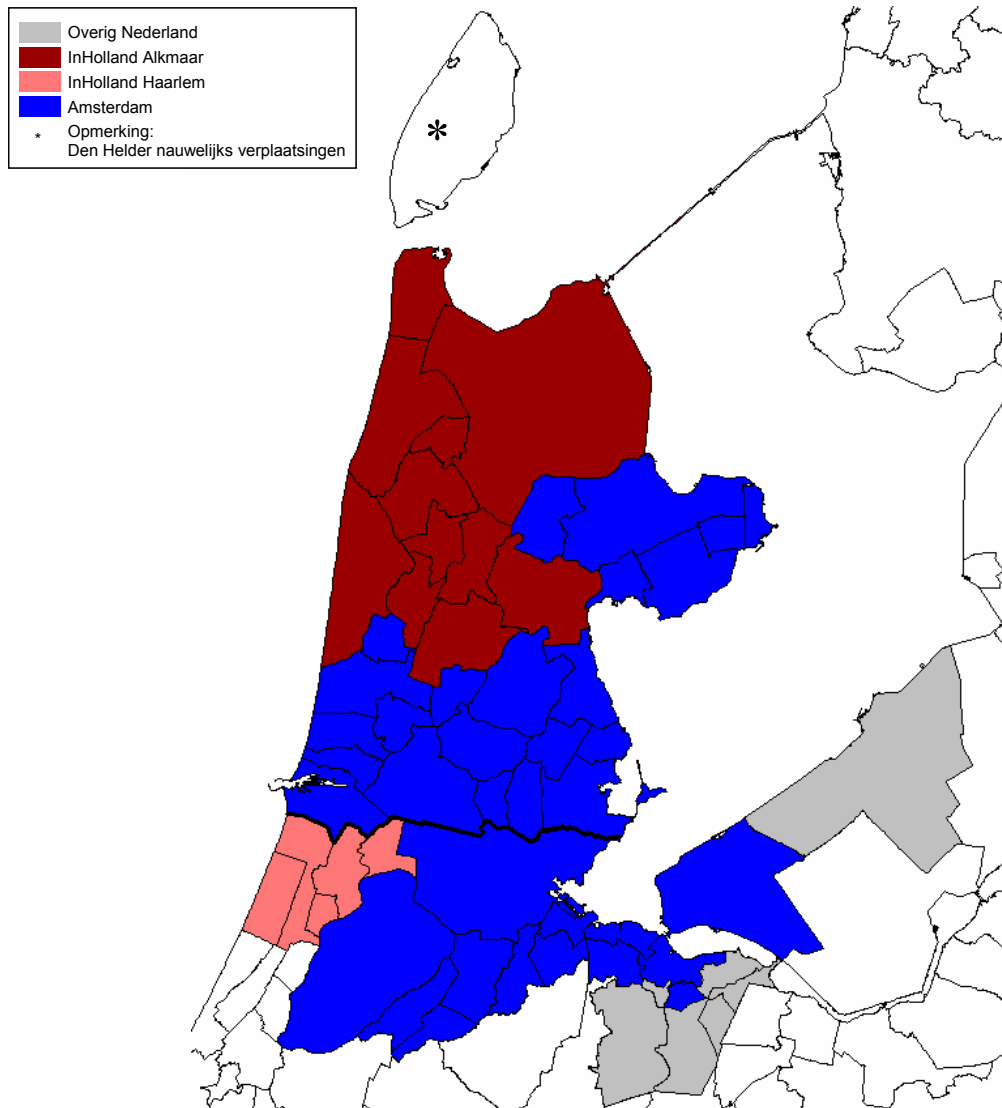 Overig Nederland
InHolland Alkmaar
InHolland Haarlem
Amsterdam
* Opmerking:
Den Helder nauwelijks verplaatsingen
*